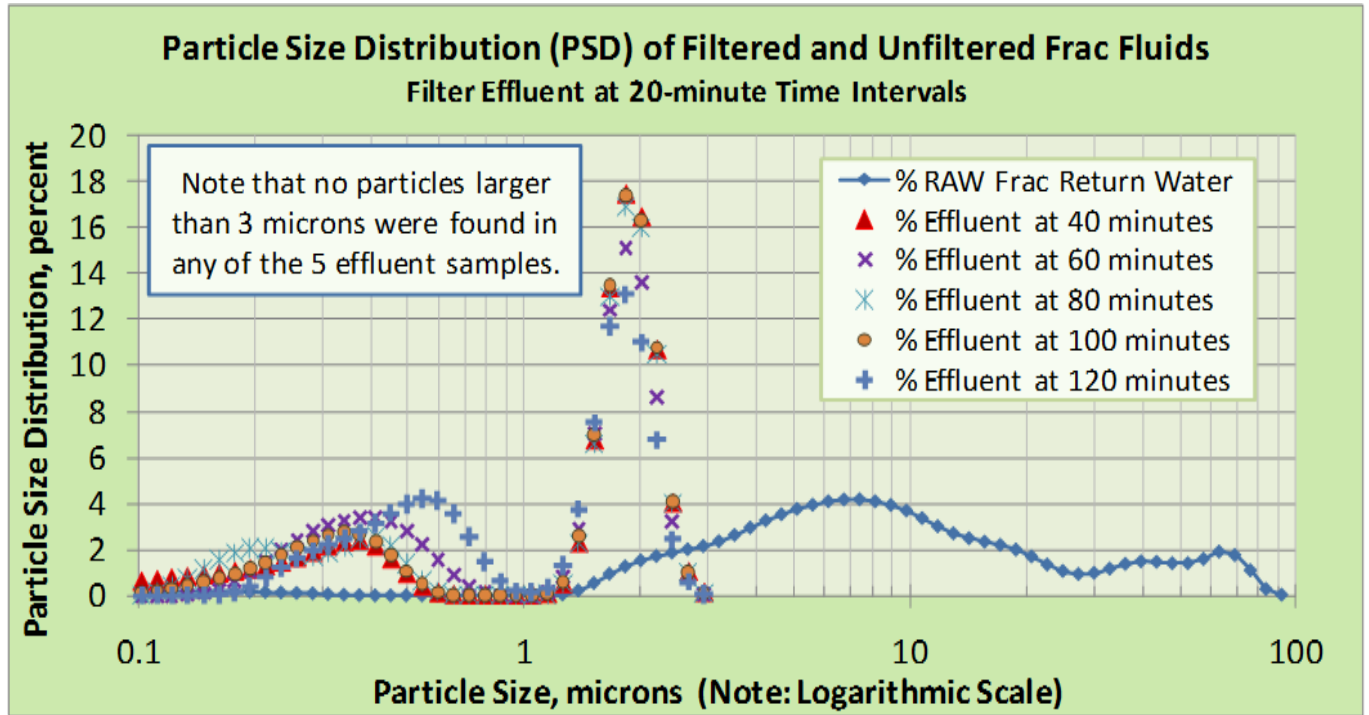 Particle Size Distribution (PSD) of Filtered and Unfiltered Frac Fluids
Filter Effluent at 20-minute Time Intervals
Particle Size Distribution, percent
20
18
16
14
12
10
8
6
4
2
0
Note that no particles larger
than 3 microns were found in
any of the 5 effluent samples.
% RAW Frac Return Water
% Effluent at 40 minutes
% Effluent at 60 minutes
% Effluent at 80 minutes
% Effluent at 100 minutes
% Effluent at 120 minutes
0.1
1
10
100
Particle Size, microns (Note: Logarithmic Scale)